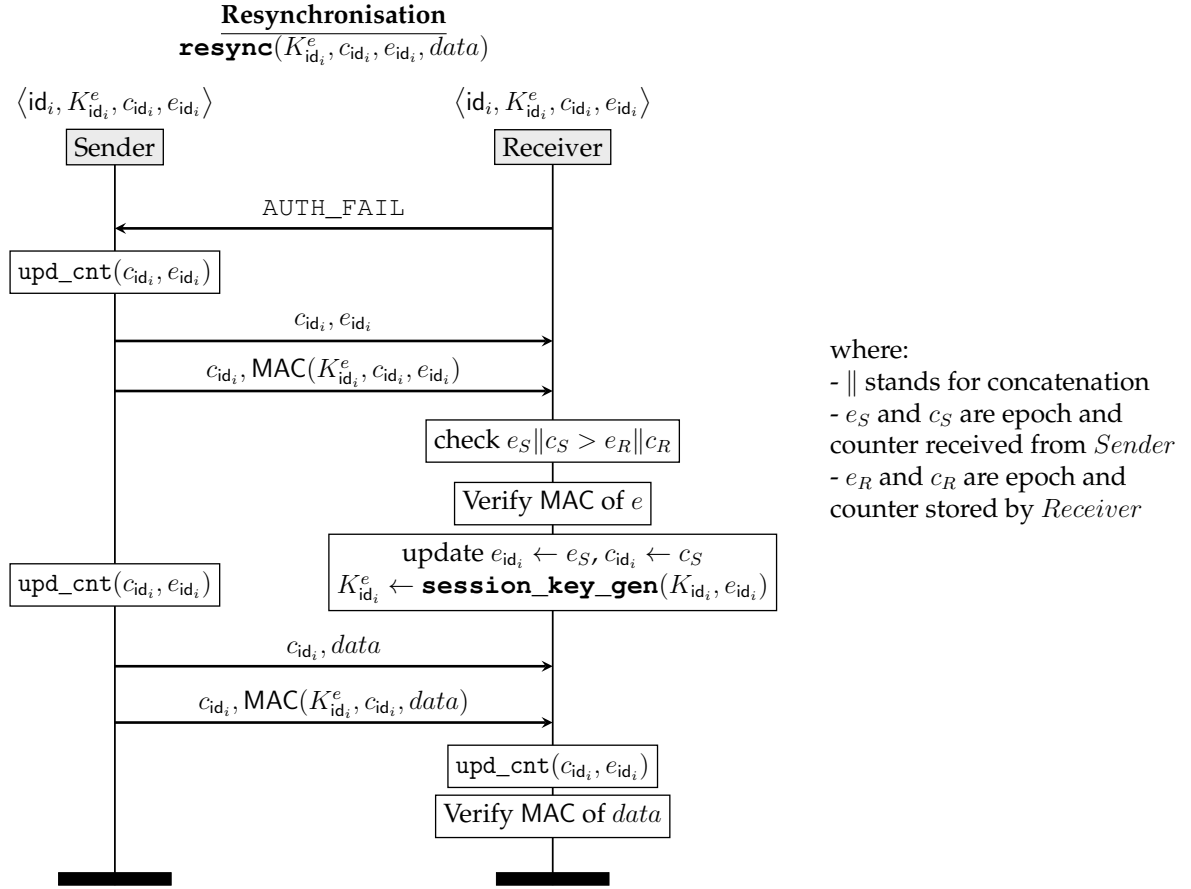 Resynchronisation
resync(K^e_{id_i}, c_{id_i}, e_{id_i}, data)
⟨id_i, K^e_{id_i}, c_{id_i}, e_{id_i}⟩ ⟨id_i, K^e_{id_i}, c_{id_i}, e_{id_i}⟩
Sender Receiver
AUTH_FAIL
upd_cnt(c_{id_i}, e_{id_i})
c_{id_i}, e_{id_i}
c_{id_i}, MAC(K^e_{id_i}, c_{id_i}, e_{id_i})
check e_S||c_S > e_R||c_R
Verify MAC of e
update e_{id_i} ← e_S, c_{id_i} ← c_S
K^e_{id_i} ← session_key_gen(K_{id_i}, e_{id_i})
upd_cnt(c_{id_i}, e_{id_i})
c_{id_i}, data
c_{id_i}, MAC(K^e_{id_i}, c_{id_i}, data)
upd_cnt(c_{id_i}, e_{id_i})
Verify MAC of data
where:
- || stands for concatenation
- e_S and c_S are epoch and
counter received from Sender
- e_R and c_R are epoch and
counter stored by Receiver